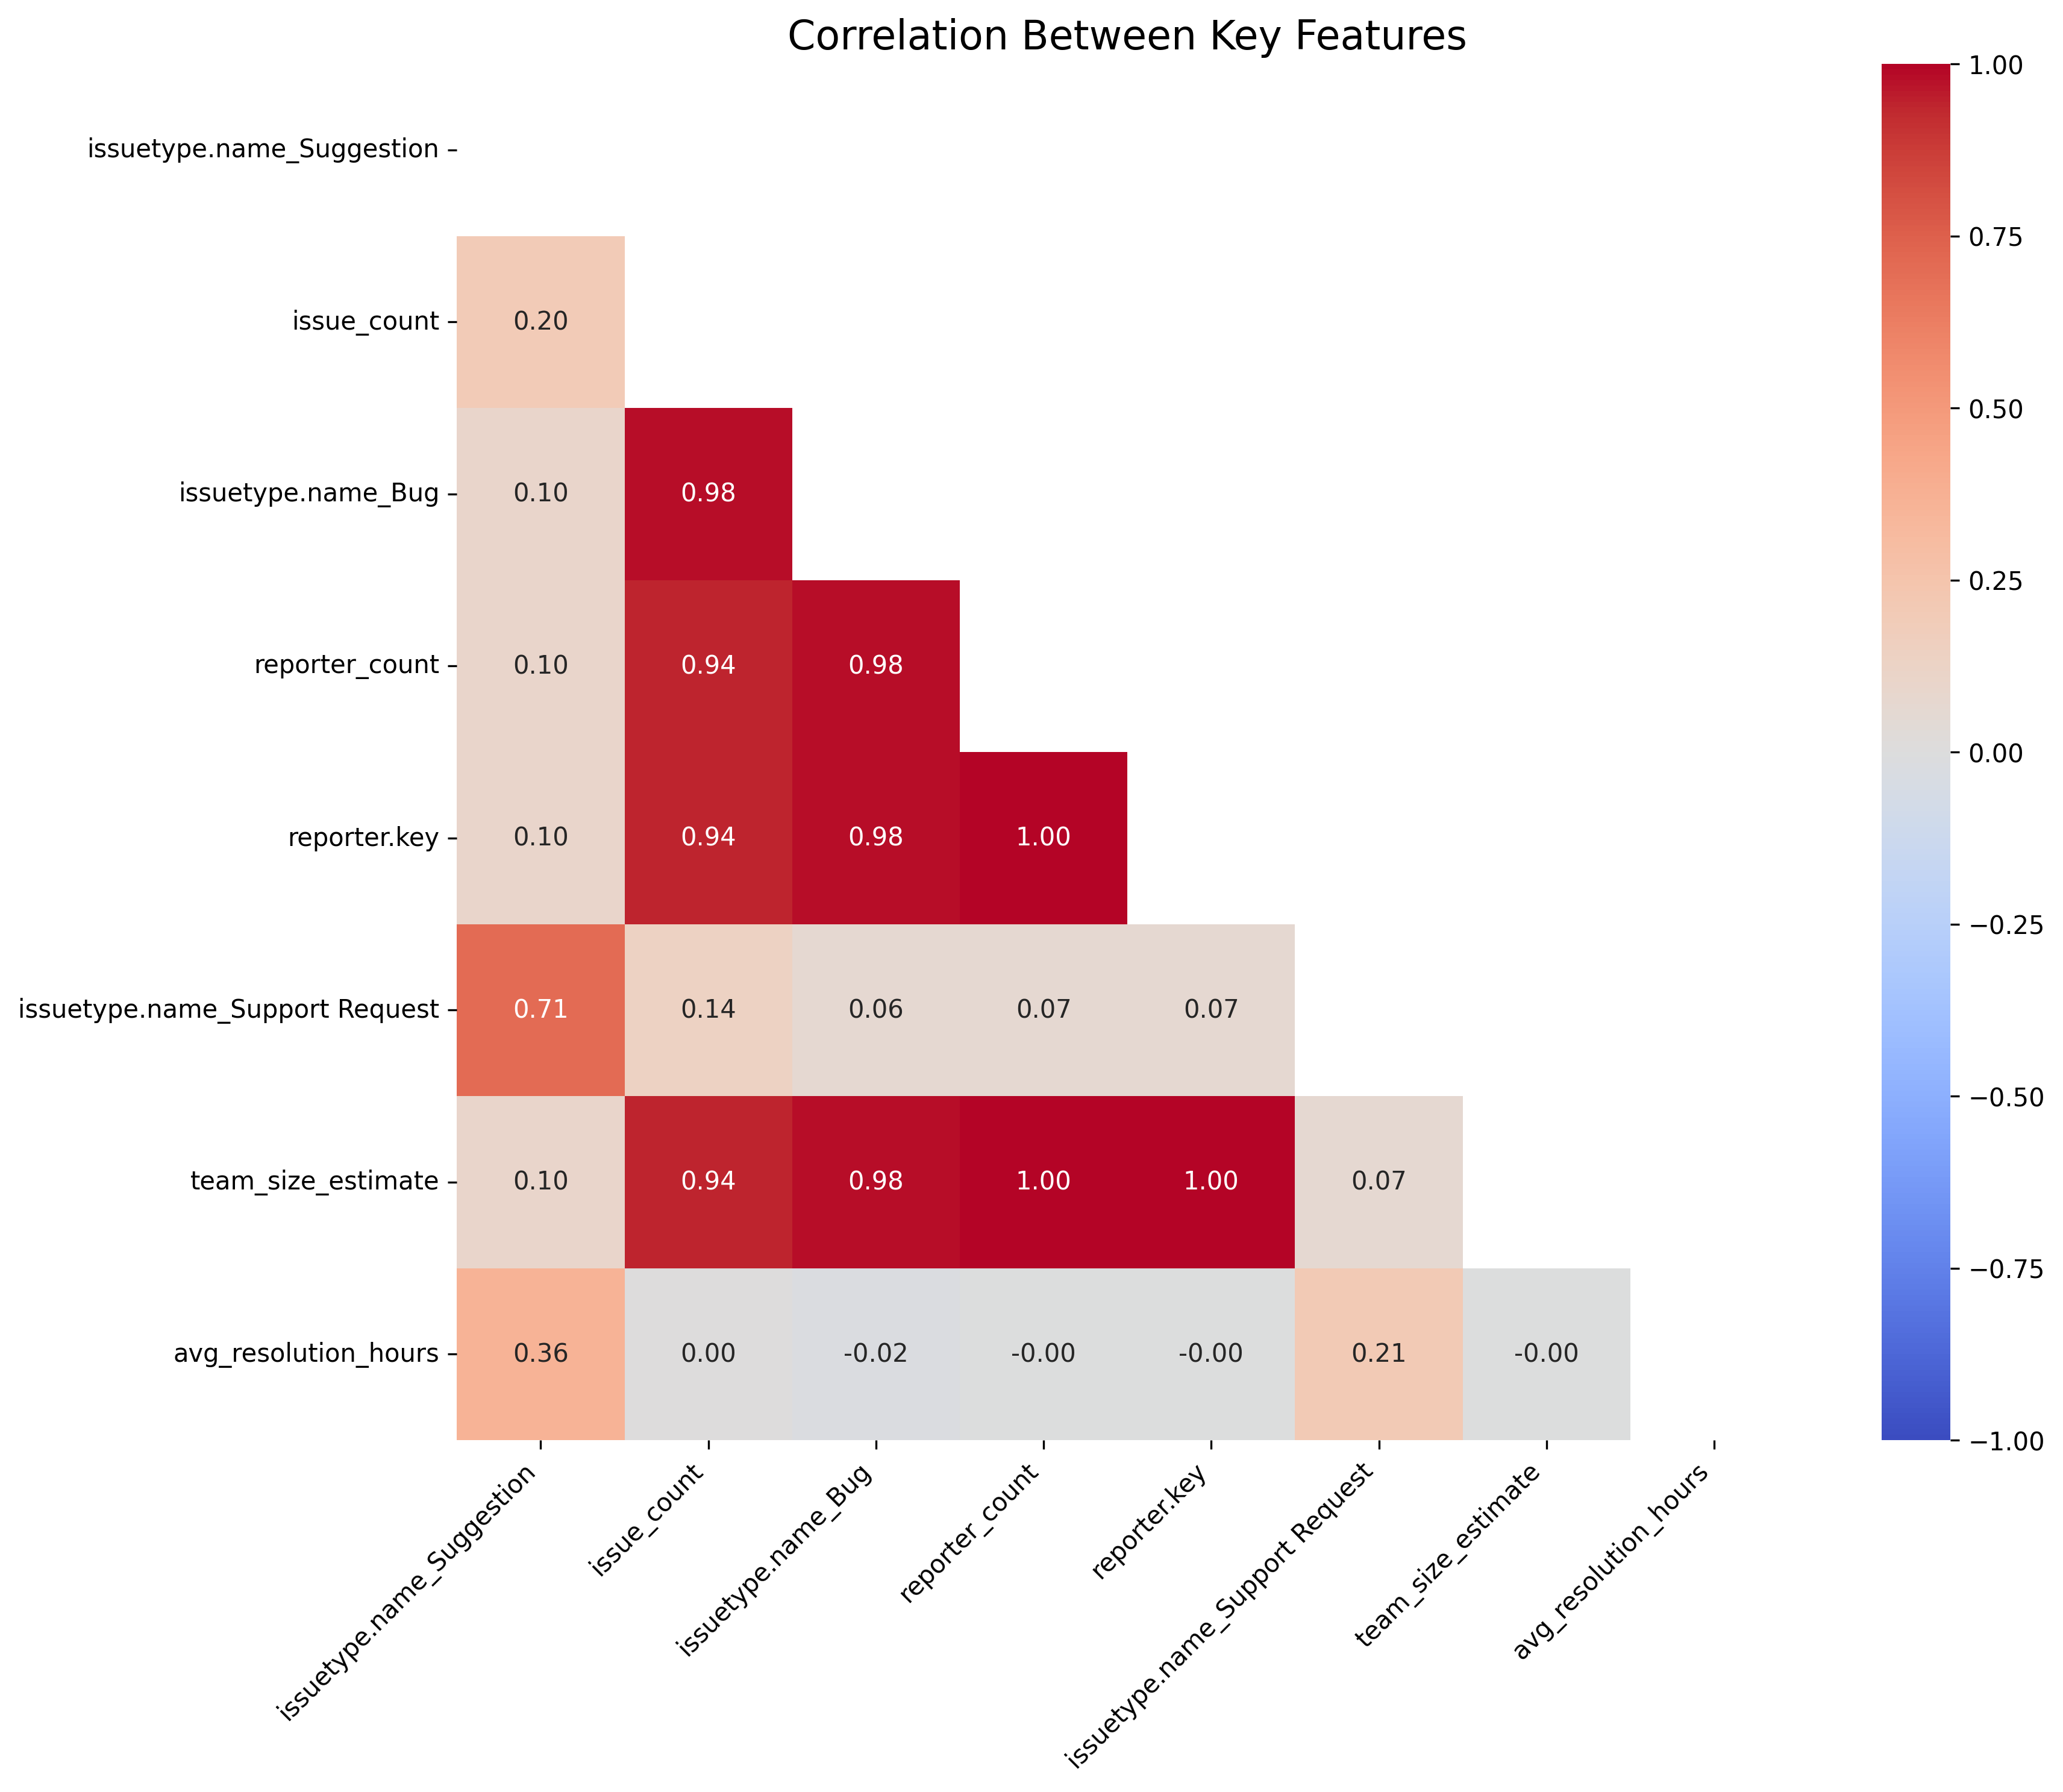 Correlation Between Key Features
issuetype.name_Suggestion
issue_count
0.20
issuetype.name_Bug
0.10 0.98
reporter_count
0.10 0.94 0.98
reporter.key
0.10 0.94 0.98 1.00
issuetype.name_Support Request
0.71 0.14 0.06 0.07 0.07
team_size_estimate
0.10 0.94 0.98 1.00 1.00 0.07
avg_resolution_hours
0.36 0.00 -0.02 -0.00 -0.00 0.21 -0.00
issuetype.name_Suggestion
issue_count
issuetype.name_Bug
reporter_count
reporter.key
issuetype.name_Support Request
team_size_estimate
avg_resolution_hours
1.00
0.75
0.50
0.25
0.00
−0.25
−0.50
−0.75
−1.00